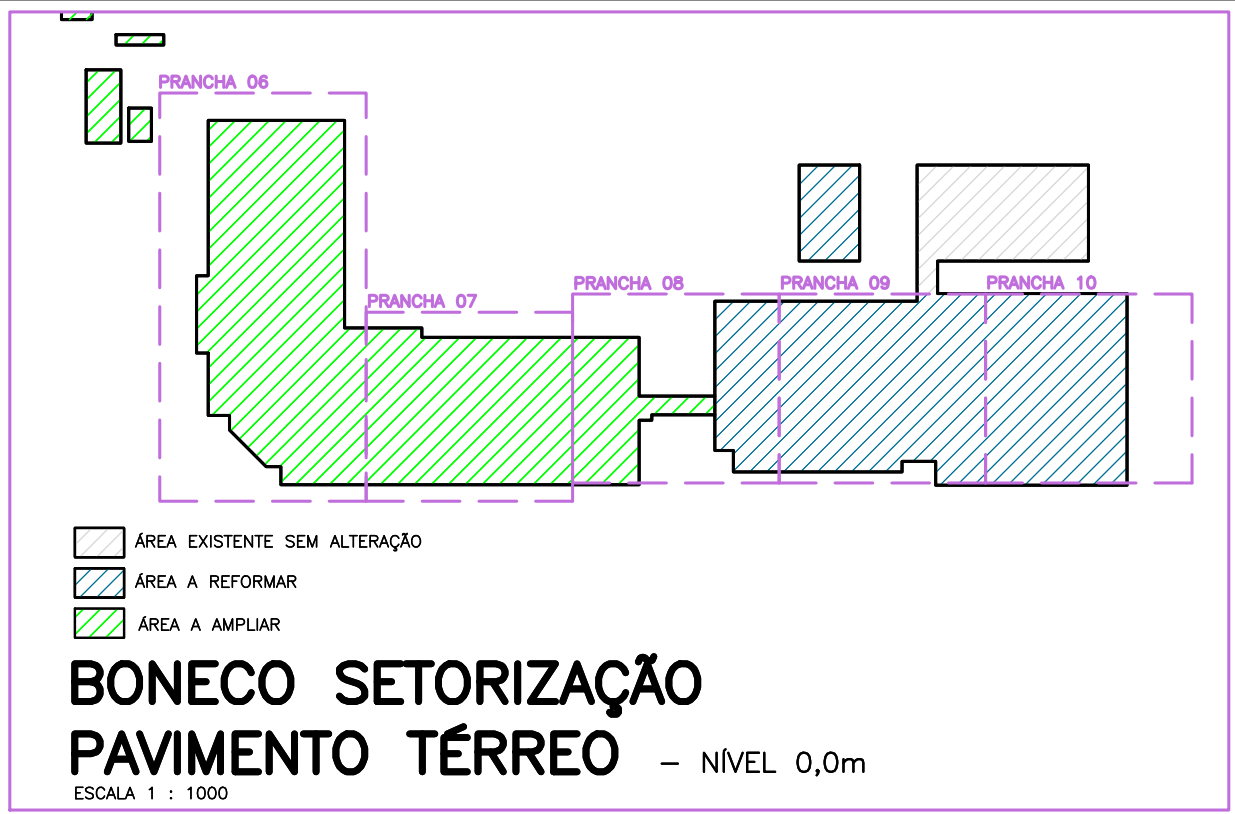 PRANCHA 06
PRANCHA 07
PRANCHA 08
PRANCHA 09
PRANCHA 10
ÁREA EXISTENTE SEM ALTERAÇÃO
ÁREA A REFORMAR
ÁREA A AMPLIAR
BONECO SETORIZAÇÃO
PAVIMENTO TÉRREO - NÍVEL 0,0m
ESCALA 1 : 1000